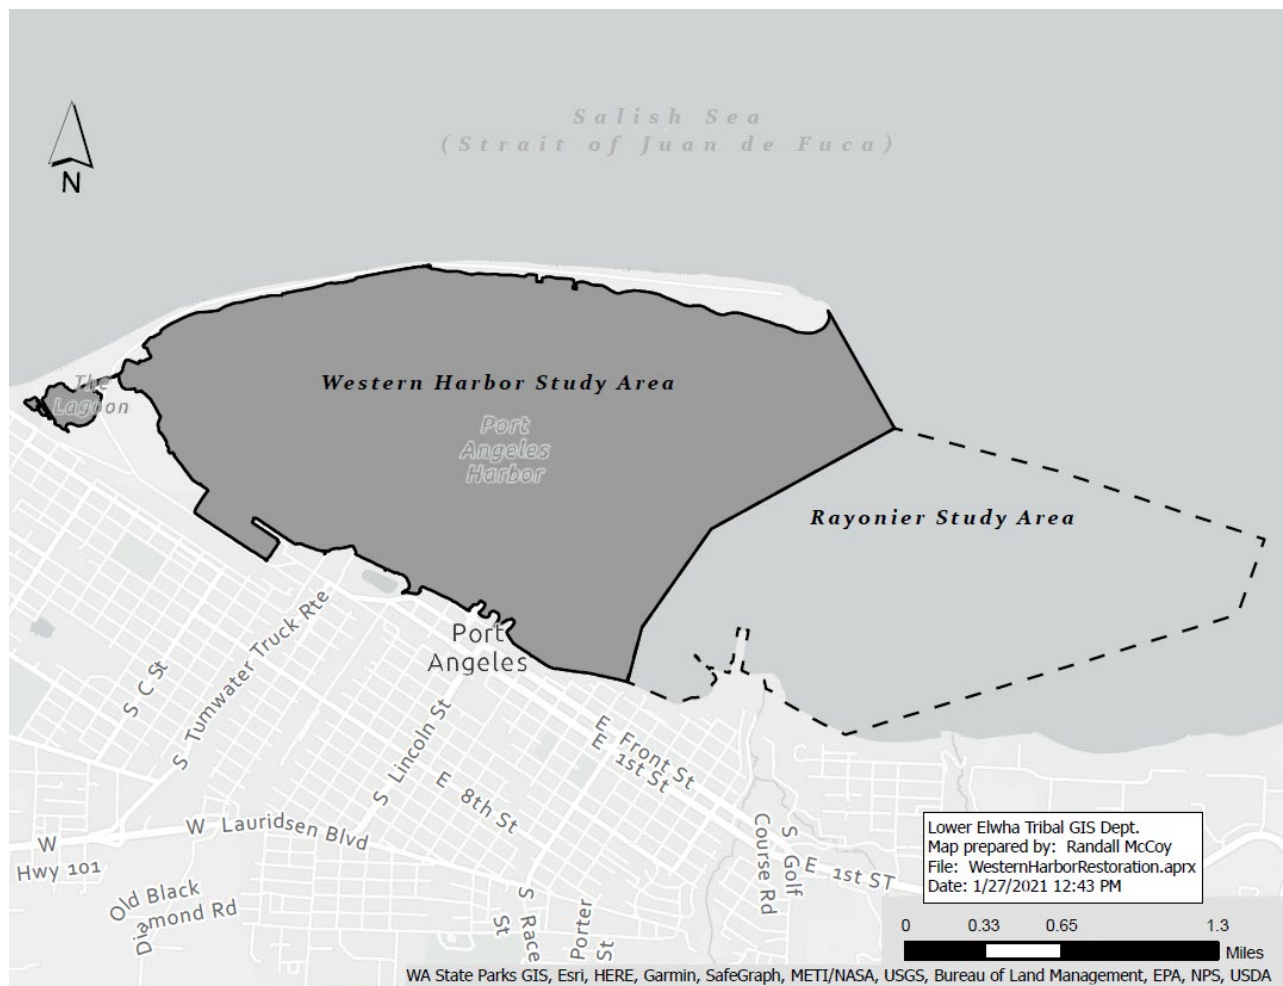 Salish Sea
(Strait of Juan de Fuca)
N
Western Harbor Study Area
The
Lagoon
Port
Angeles
Harbor
Rayonier Study Area
Port
Angeles
S C St
S Tumwater Truck Rte
S Lincoln St
E Front St
E 1st St
E 8th St
W Lauridsen Blvd
W
Hwy 101
Old Black
Diamond Rd
S Race
St
Porter
St
S Golf
Course Rd
E 1st ST
Lower Elwha Tribal GIS Dept.
Map prepared by: Randall McCoy
File: WesternHarborRestoration.aprx
Date: 1/27/2021 12:43 PM
0 0.33 0.65 1.3
Miles
WA State Parks GIS, Esri, HERE, Garmin, SafeGraph, METI/NASA, USGS, Bureau of Land Management, EPA, NPS, USDA